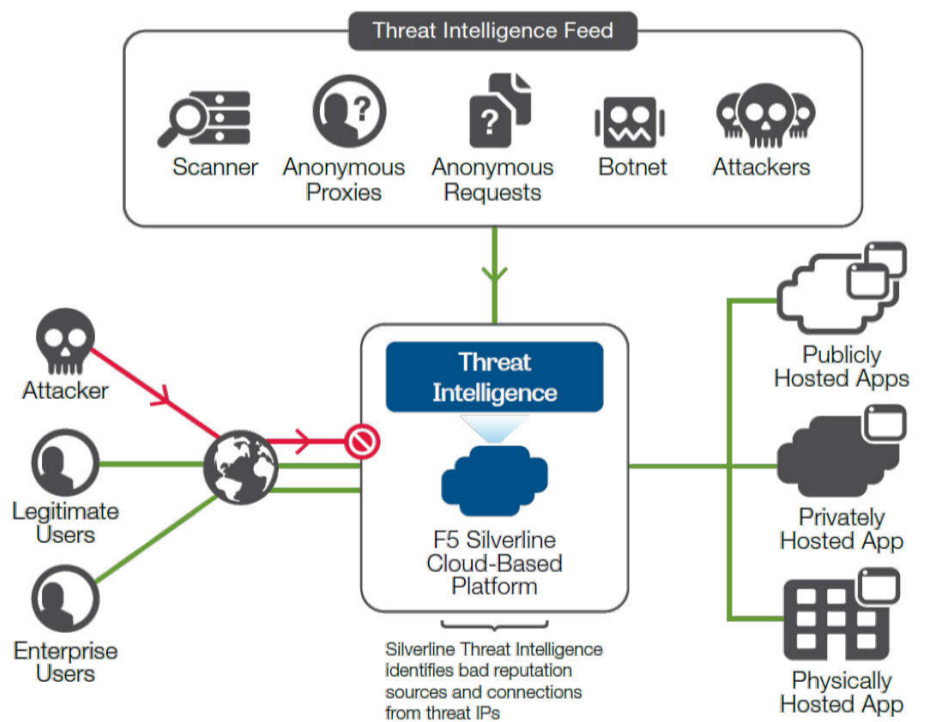 Threat Intelligence Feed
Scanner
Anonymous
Proxies
Anonymous
Requests
Botnet
Attackers
Attacker
Legitimate
Users
Enterprise
Users
Threat
Intelligence
F5 Silverline
Cloud-Based
Platform
Silverline Threat Intelligence
identifies bad reputation
sources and connections
from threat IPs
Publicly
Hosted Apps
Privately
Hosted App
Physically
Hosted App